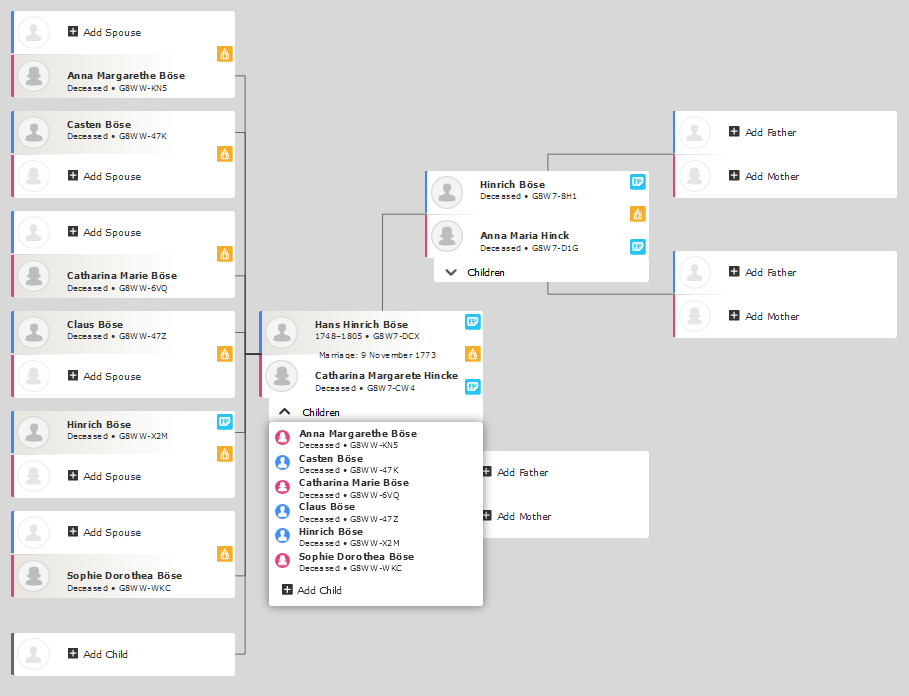 Add Spouse
Anna Margarethe Böse
Deceased • G8WW-KN5
Casten Böse
Deceased • G8WW-47K
Add Spouse
Add Spouse
Catharina Marie Böse
Deceased • G8WW-6VQ
Claus Böse
Deceased • G8WW-47Z
Add Spouse
Hinrich Böse
Deceased • G8WW-X2M
Add Spouse
Add Spouse
Sophie Dorothea Böse
Deceased • G8WW-WKC
Add Child
Hans Hinrich Böse
1748–1805 • G8W7-DCX
Marriage: 9 November 1773
Catharina Margarete Hincke
Deceased • G8W7-CW4
Children
Anna Margarethe Böse
Deceased • G8WW-KN5
Casten Böse
Deceased • G8WW-47K
Catharina Marie Böse
Deceased • G8WW-6VQ
Claus Böse
Deceased • G8WW-47Z
Hinrich Böse
Deceased • G8WW-X2M
Sophie Dorothea Böse
Deceased • G8WW-WKC
Add Child
Hinrich Böse
Deceased • G8W7-8H1
Anna Maria Hinck
Deceased • G8W7-D1G
Children
Add Father
Add Mother
Add Father
Add Mother
Add Father
Add Mother